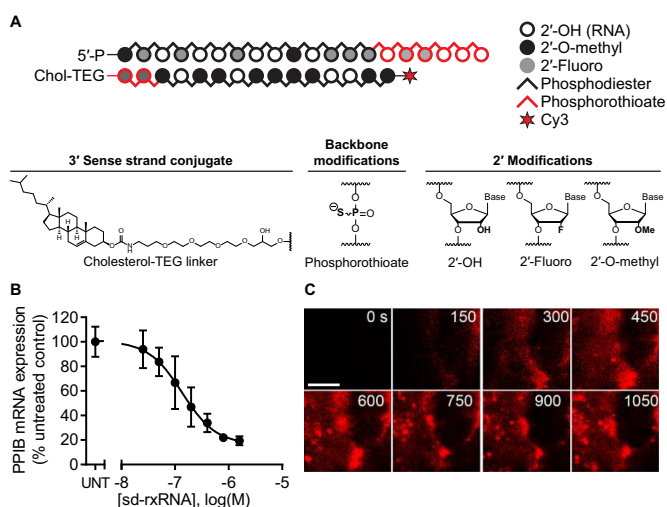 A
5′-P
Chol-TEG
2′-OH (RNA)
2′-O-methyl
2′-Fluoro
Phosphodiester
Phosphorothioate
Cy3
3′ Sense strand conjugate
Backbone
modifications
2′ Modifications
H
H
H
O
O
N
H
O
O
O
O
OH
O
Cholesterol-TEG linker
O
⊖
S P O
O
Phosphorothioate
O
O
Base
O
OH
2′-OH
O
O
Base
O
F
2′-Fluoro
O
O
Base
O
OMe
2′-O-methyl
B
PPIB mRNA expression
(% untreated control)
120
100
80
60
40
20
0
UNT
-8
-7
-6
-5
[sd-rxRNA], log(M)
C
0 s
150
300
450
600
750
900
1050